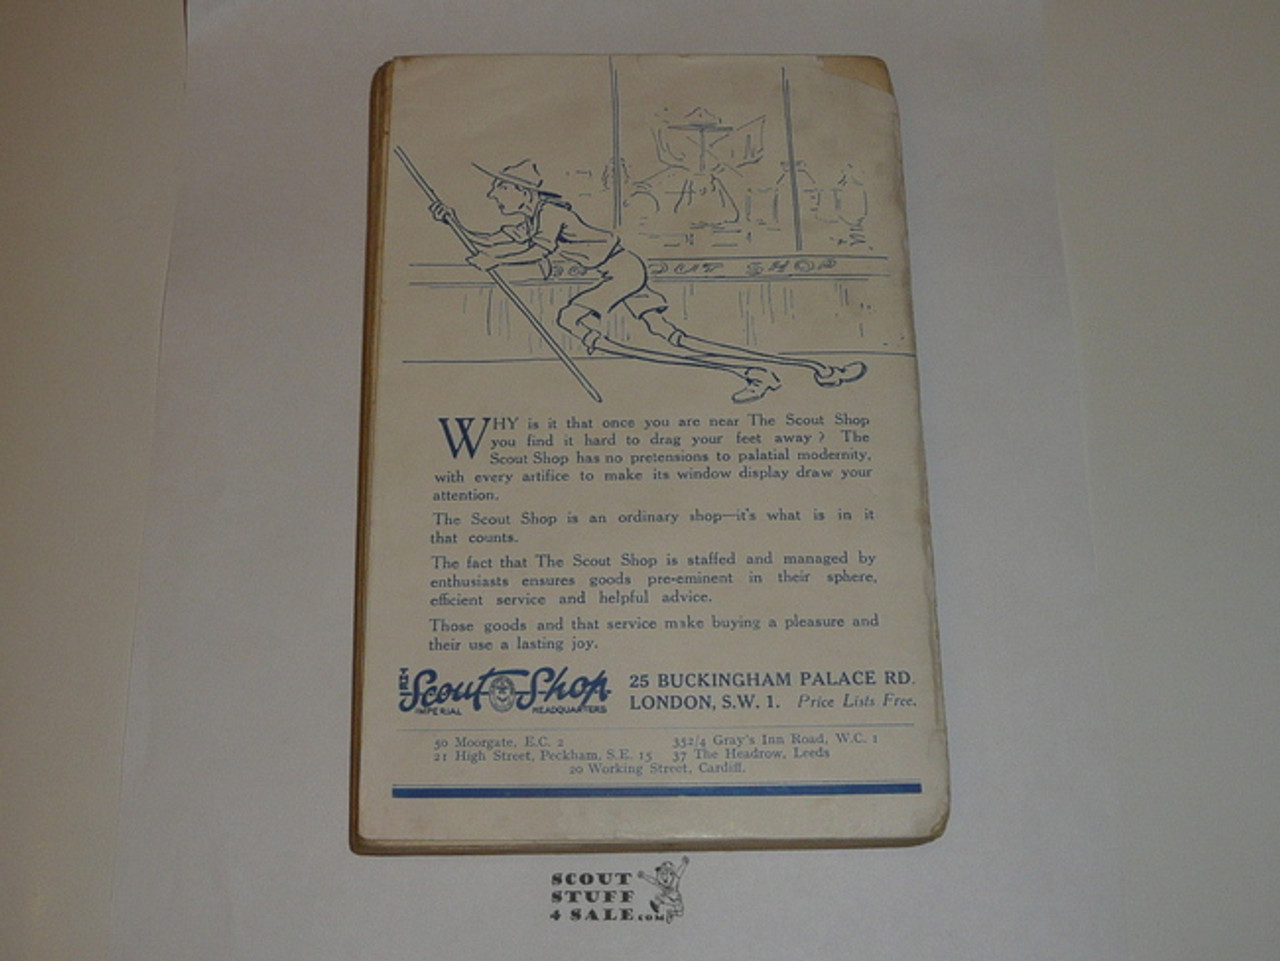 SCOUT SHOP
WHY is it that once you are near The Scout Shop
you find it hard to drag your feet away? The
Scout Shop has no pretensions to palatial modernity,
with every artifice to make its window display draw your
attention.
The Scout Shop is an ordinary shop—it's what is in it
that counts.
The fact that The Scout Shop is staffed and managed by
enthusiasts ensures goods pre-eminent in their sphere,
efficient service and helpful advice.
Those goods and that service make buying a pleasure and
their use a lasting joy.
THE Scout Shop
IMPERIAL HEADQUARTERS
25 BUCKINGHAM PALACE RD.
LONDON, S.W. 1. Price Lists Free.
50 Moorgate, E.C. 2 352/4 Gray's Inn Road, W.C. 1
21 High Street, Peckham, S.E. 15 37 The Headrow, Leeds
20 Working Street, Cardiff.
SCOUT
STUFF
4 SALE.COM